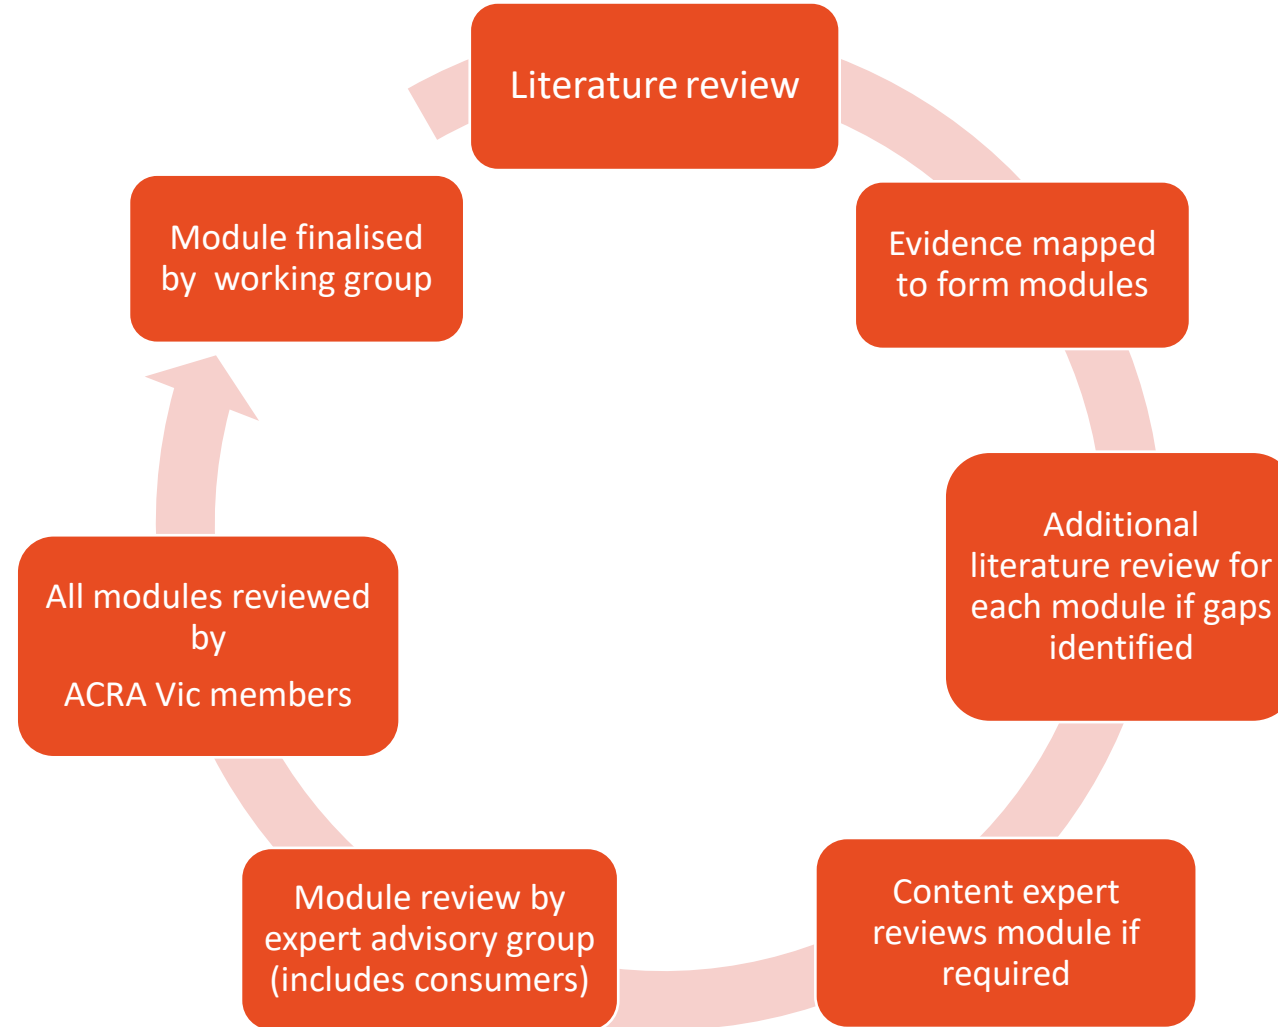 Literature review
Evidence mapped
to form modules
Additional
literature review for
each module if gaps
identified
Content expert
reviews module if
required
Module review by
expert advisory group
(includes consumers)
All modules reviewed
by
ACRA Vic members
Module finalised
by working group